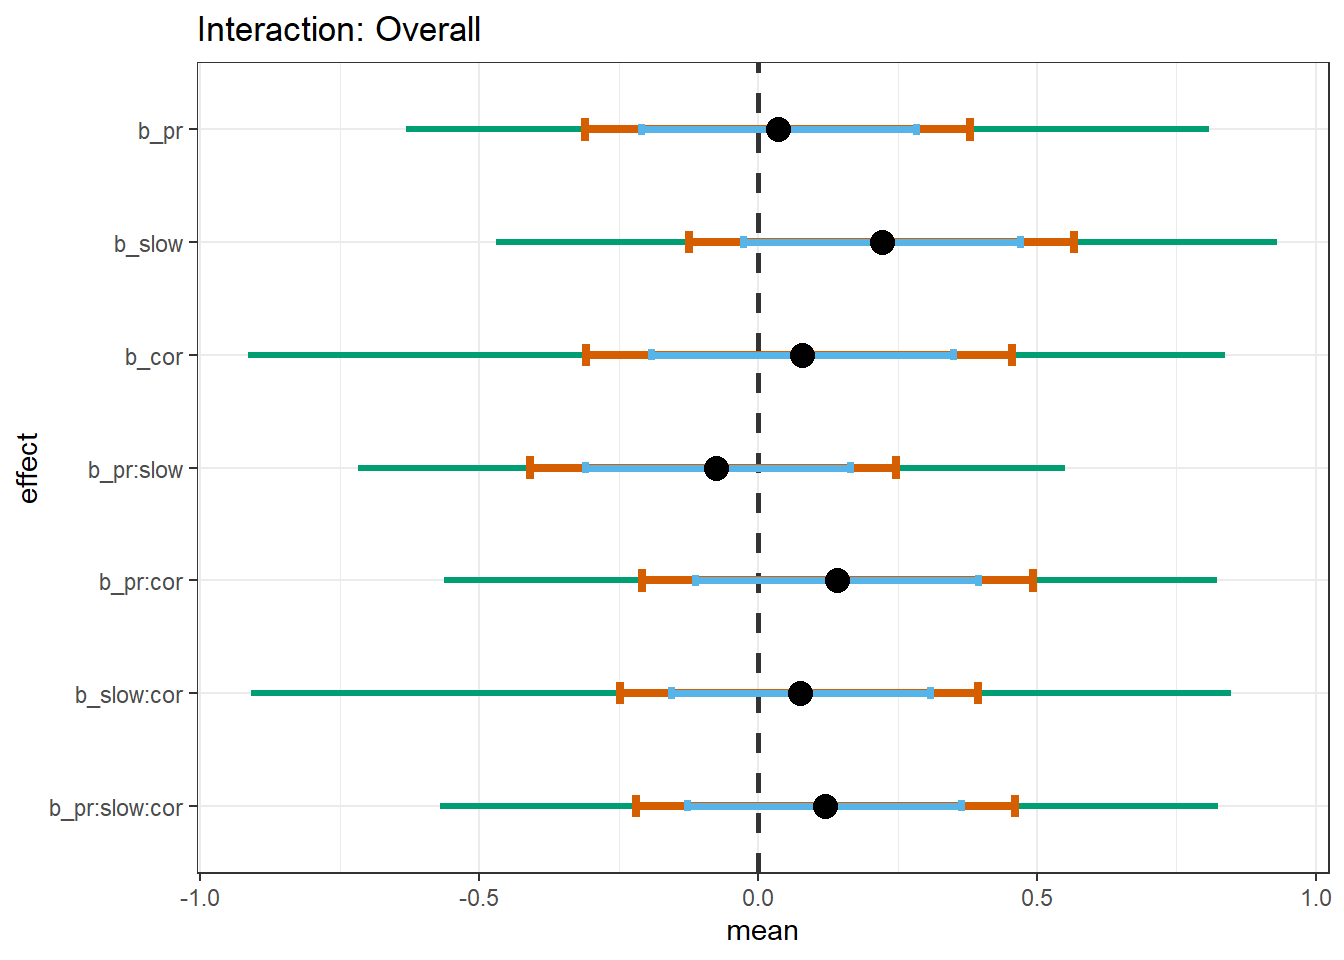 Interaction: Overall
b_pr
b_slow
b_cor
b_pr:slow
b_pr:cor
b_slow:cor
b_pr:slow:cor
effect
-1.0
-0.5
0.0
0.5
1.0
mean